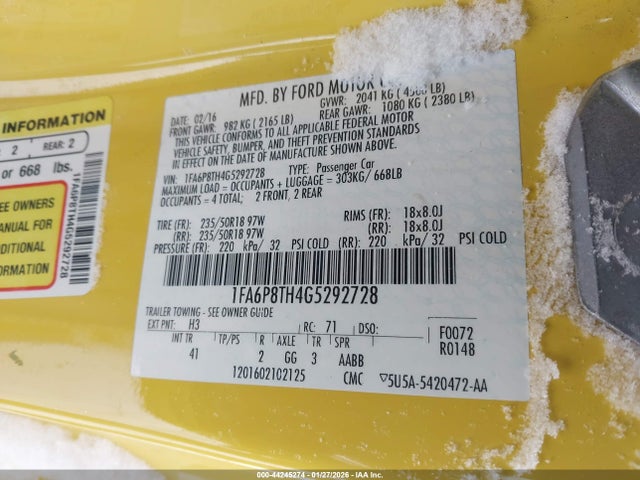 MFD. BY FORD MOTOR
DATE: 02/16
GVWR: 2041 KG ( LB)
FRONT GAWR: 982 KG ( 2165 LB)
REAR GAWR: 1080 KG ( 2380 LB)
THIS VEHICLE CONFORMS TO ALL APPLICABLE FEDERAL MOTOR
VEHICLE SAFETY, BUMPER, AND THEFT PREVENTION STANDARDS
IN EFFECT ON THE DATE OF MANUFACTURE SHOWN ABOVE.
VIN: 1FA6P8TH4G5292728 TYPE: Passenger Car
MAXIMUM LOAD = OCCUPANTS + LUGGAGE = 303KG/ 668LB
OCCUPANTS = 4 TOTAL; 2 FRONT, 2 REAR
TIRE (FR): 235/50R18 97W RIMS (FR): 18x8.0J
(RR): 235/50R18 97W (RR): 18x8.0J
PRESSURE (FR): 220 kPa/ 32 PSI COLD (RR): 220 kPa/ 32 PSI COLD
1FA6P8TH4G5292728
TRAILER TOWING - SEE OWNER GUIDE
EXT PNT: H3 RC: 71 DSO: F0072
INT TR TP/PS R AXLE TR SPR R0148
41 2 GG 3 AABB
1201602102125 CMC ▽5U5A-5420472-AA
INFORMATION
2 REAR: 2
or 668 lbs.
SEE OWNERS
MANUAL FOR
ADDITIONAL
INFORMATION
1FA6P8TH4G5292728
000-44245274 | 01/27/2026 - COPYRIGHT © IAA, LLC